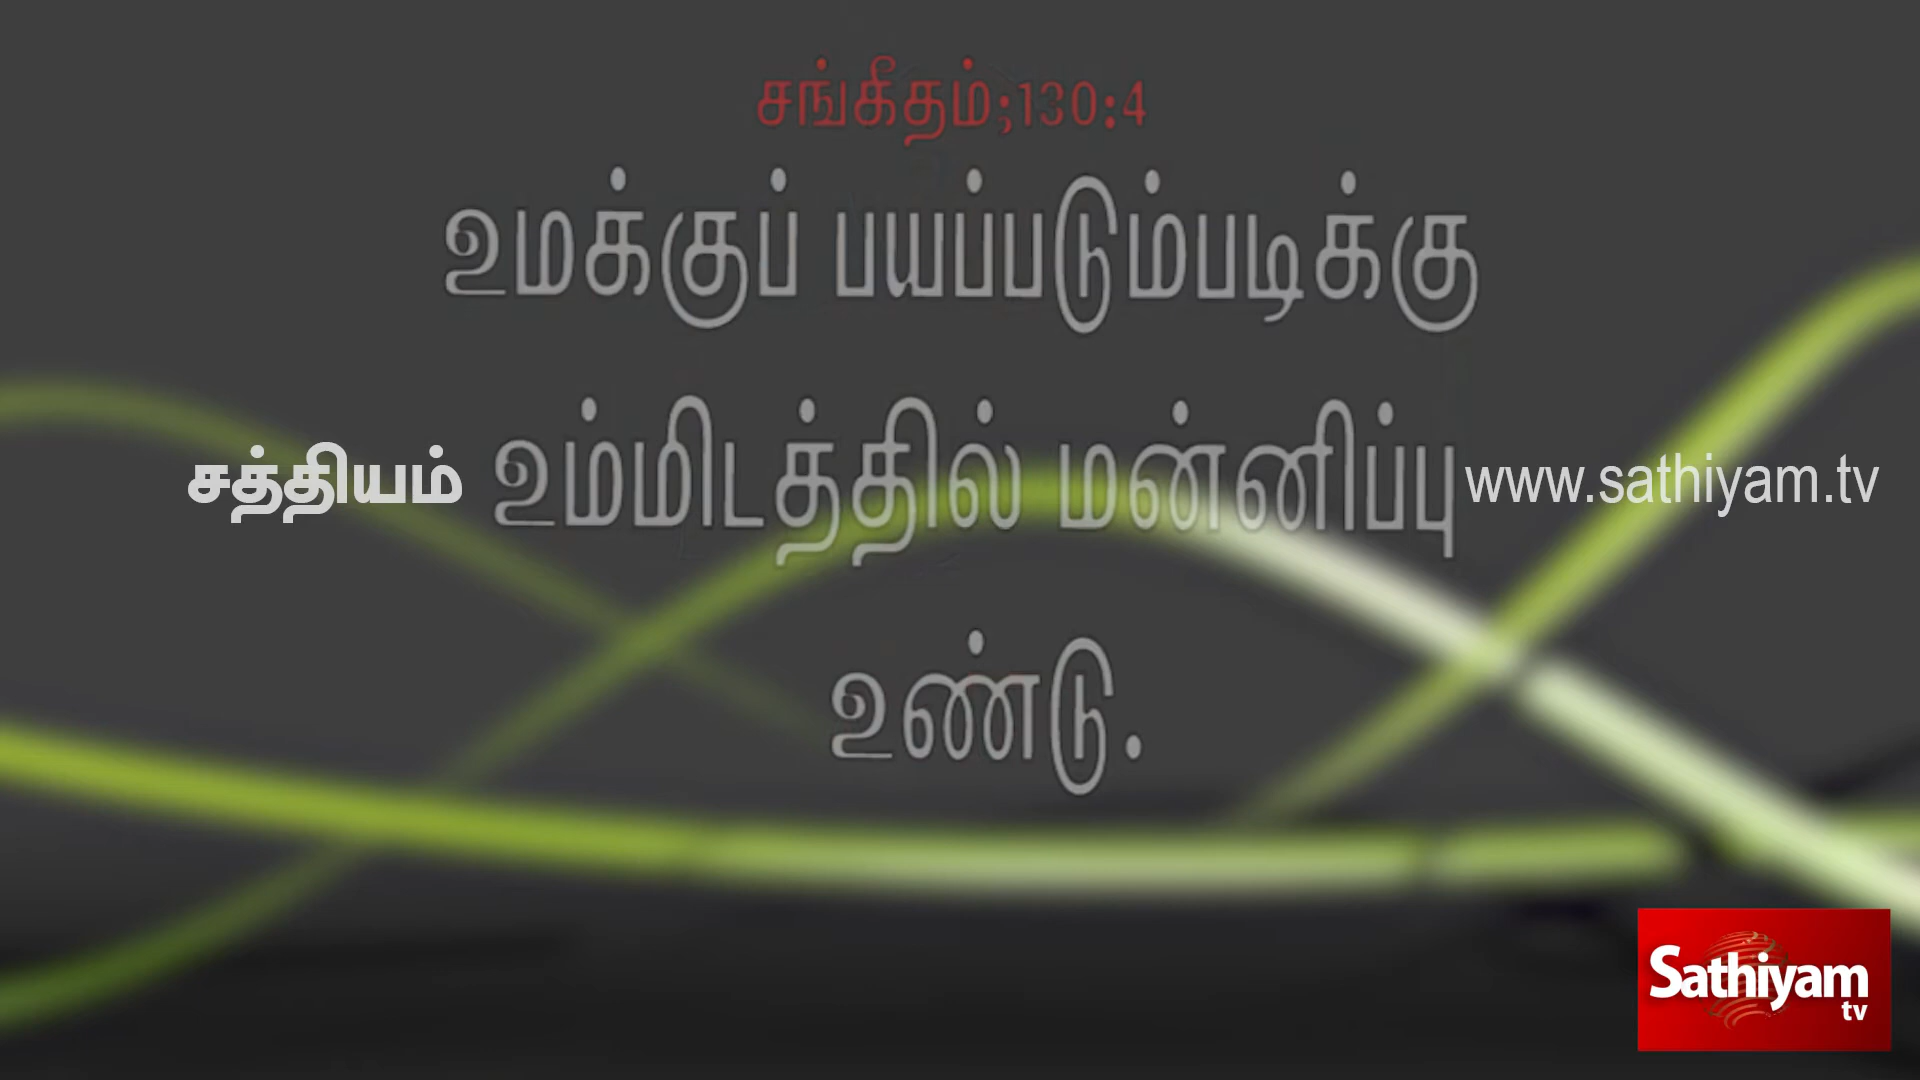 சங்கீதம்;130:4
உமக்குப் பயப்படும்படிக்கு
சத்தியம் உம்மிடத்தில் மன்னிப்பு www.sathiyam.tv
உண்டு.
Sathiyam
tv